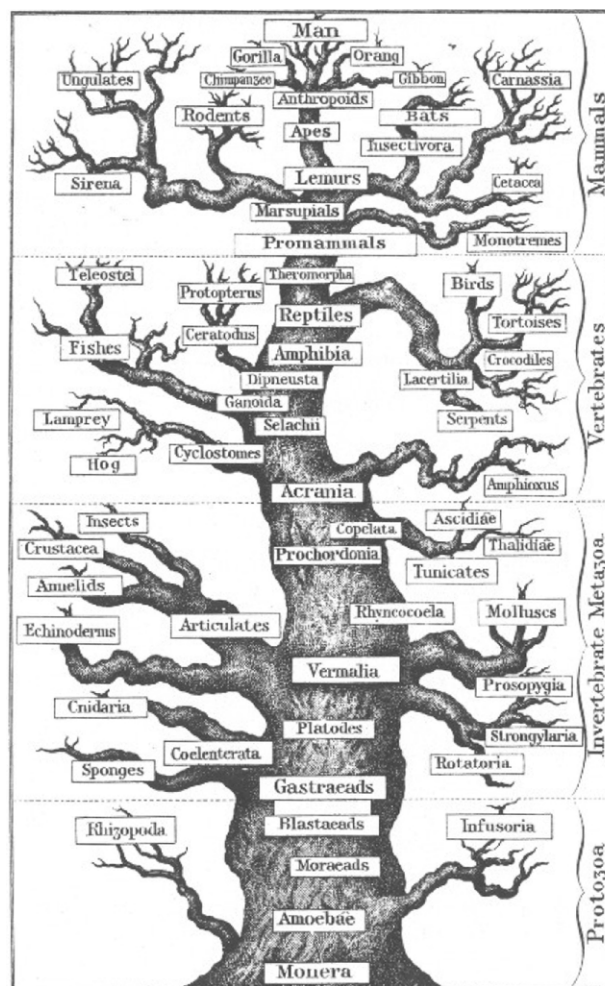 Man
Gorilla
Orang
Ungulates
Chimpanzee
Gibbon
Carnassia
Anthropoids
Rodents
Bats
Apes
Insectivora
Sirena
Lemurs
Cetacea
Marsupials
Promammals
Monotremes
Mammals
Teleostei
Theromorpha
Birds
Protopterus
Reptiles
Tortoises
Fishes
Ceratodus
Amphibia
Crocodiles
Dipneusta
Lacertilia
Ganoida
Lamprey
Selachii
Serpents
Hog
Cyclostomes
Acrania
Amphioxus
Vertebrates
Insects
Ascidiae
Crustacea
Copelata
Thalidiae
Prochordonia
Tunicates
Annelids
Rhyncocoela
Molluscs
Echinoderms
Articulates
Vermalia
Prosopygia
Cnidaria
Platodes
Strongylaria
Coelenterata
Rotatoria
Sponges
Gastraeads
Invertebrate Metazoa
Blastaeads
Rhizopoda
Infusoria
Moraeads
Amoebae
Monera
Protozoa